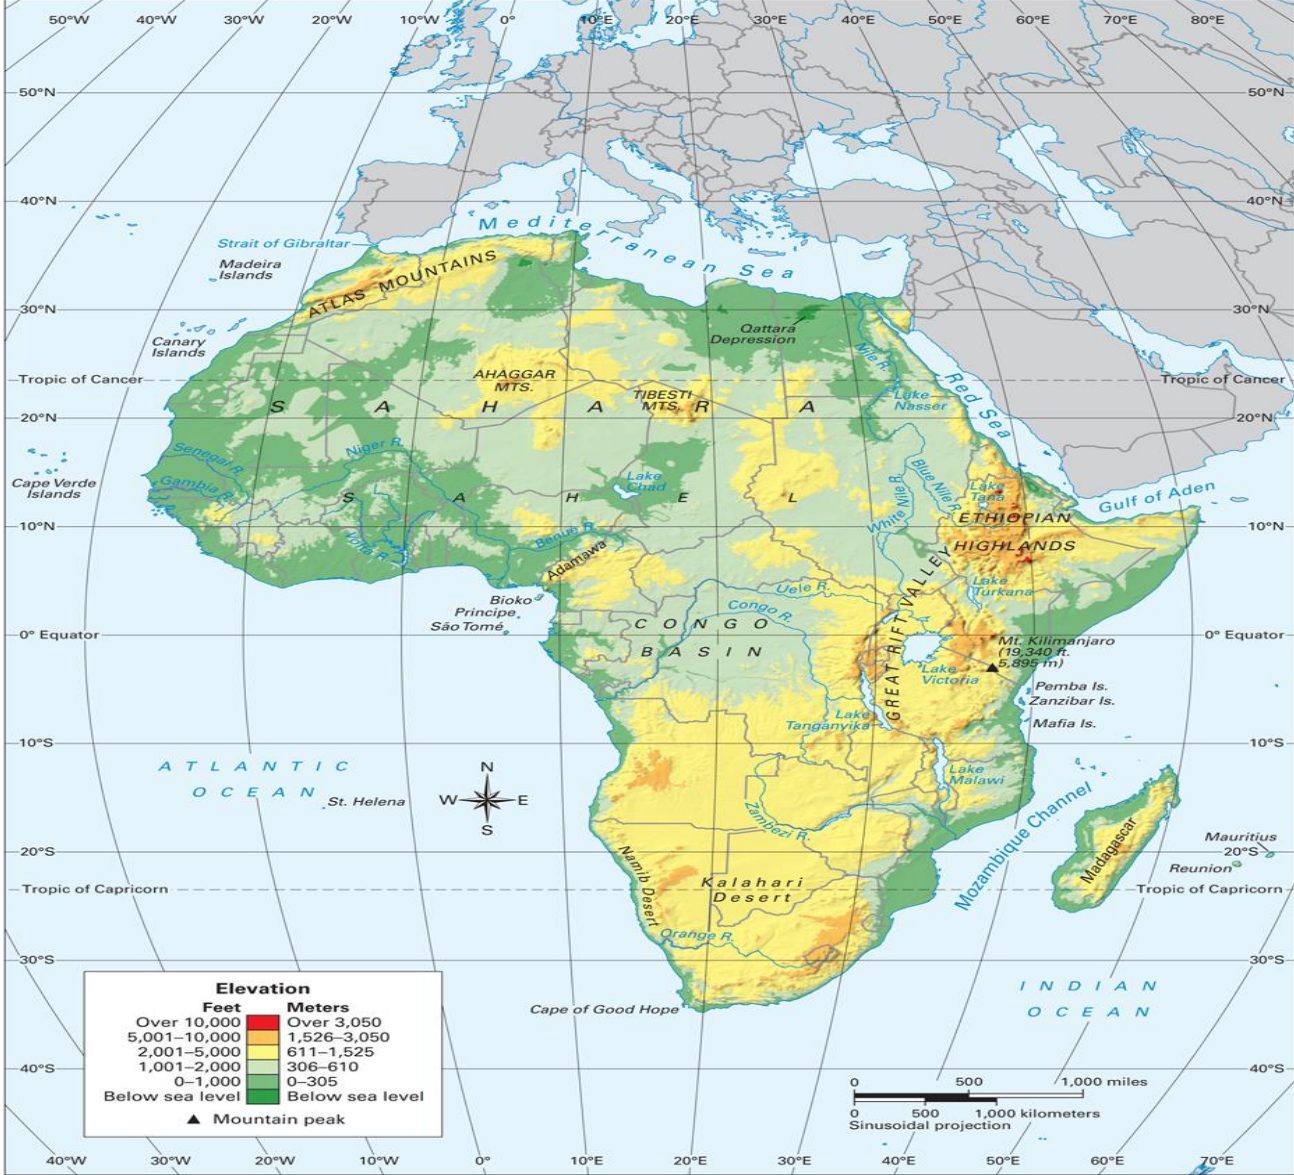 50°W 40°W 30°W 20°W 10°W 0° 10°E 20°E 30°E 40°E 50°E 60°E 70°E 80°E
50°N 50°N
40°N 40°N
Mediterranean Sea
Strait of Gibraltar
Madeira
Islands
ATLAS MOUNTAINS
30°N 30°N
Qattara
Depression
Canary
Islands
Nile R.
Tropic of Cancer Tropic of Cancer
AHAGGAR
MTS.
TIBESTI
MTS.
Lake
Nasser
Red Sea
SAHARA
20°N 20°N
Niger R.
Senegal R.
Gambia R.
Cape Verde
Islands
Lake
Chad
Blue Nile R.
White Nile R.
Lake
Tana
Gulf of Aden
SAHEL
10°N 10°N
ETHIOPIAN
HIGHLANDS
Volta R.
Benue R.
Adamawa
Lake
Turkana
Uele R.
Congo R.
Bioko
Principe
São Tomé
CONGO
BASIN
GREAT RIFT VALLEY
0° Equator 0° Equator
Mt. Kilimanjaro
(19,340 ft.
5,895 m)
Lake
Victoria
Pemba Is.
Zanzibar Is.
Mafia Is.
Lake
Tanganyika
10°S 10°S
ATLANTIC
OCEAN
St. Helena
N
W E
S
Lake
Malawi
Zambezi R.
Mozambique Channel
Madagascar
Mauritius
20°S 20°S
Reunion
Namib Desert
Kalahari
Desert
Tropic of Capricorn Tropic of Capricorn
Orange R.
30°S 30°S
INDIAN
OCEAN
Cape of Good Hope
Elevation
Feet Meters
Over 10,000 Over 3,050
5,001–10,000 1,526–3,050
2,001–5,000 611–1,525
1,001–2,000 306–610
0–1,000 0–305
Below sea level Below sea level
Mountain peak
40°S 40°S
0 500 1,000 miles
0 500 1,000 kilometers
Sinusoidal projection
40°W 30°W 20°W 10°W 0° 10°E 20°E 30°E 40°E 50°E 60°E 70°E